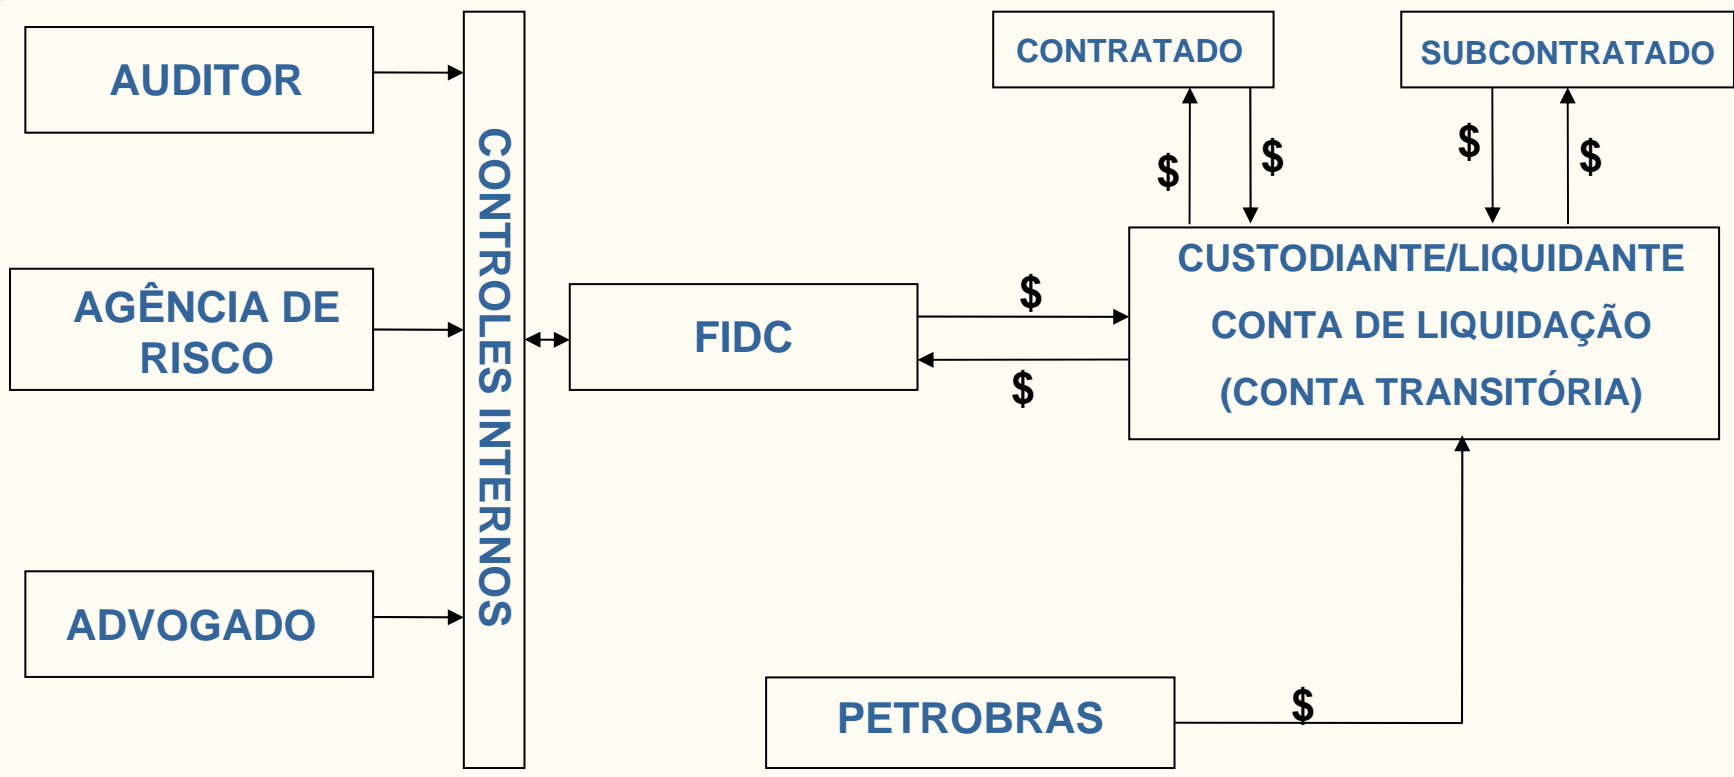 AUDITOR
AGÊNCIA DE
RISCO
ADVOGADO
CONTROLES INTERNOS
FIDC
$
$
CONTRATADO
SUBCONTRATADO
$
$
$
$
CUSTODIANTE/LIQUIDANTE
CONTA DE LIQUIDAÇÃO
(CONTA TRANSITÓRIA)
PETROBRAS
$